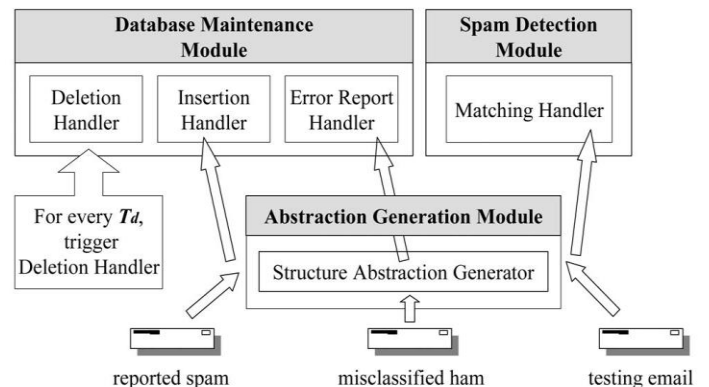 Database Maintenance
Module
Spam Detection
Module
Deletion
Handler
Insertion
Handler
Error Report
Handler
Matching Handler
For every Td,
trigger
Deletion Handler
Abstraction Generation Module
Structure Abstraction Generator
reported spam
misclassified ham
testing email